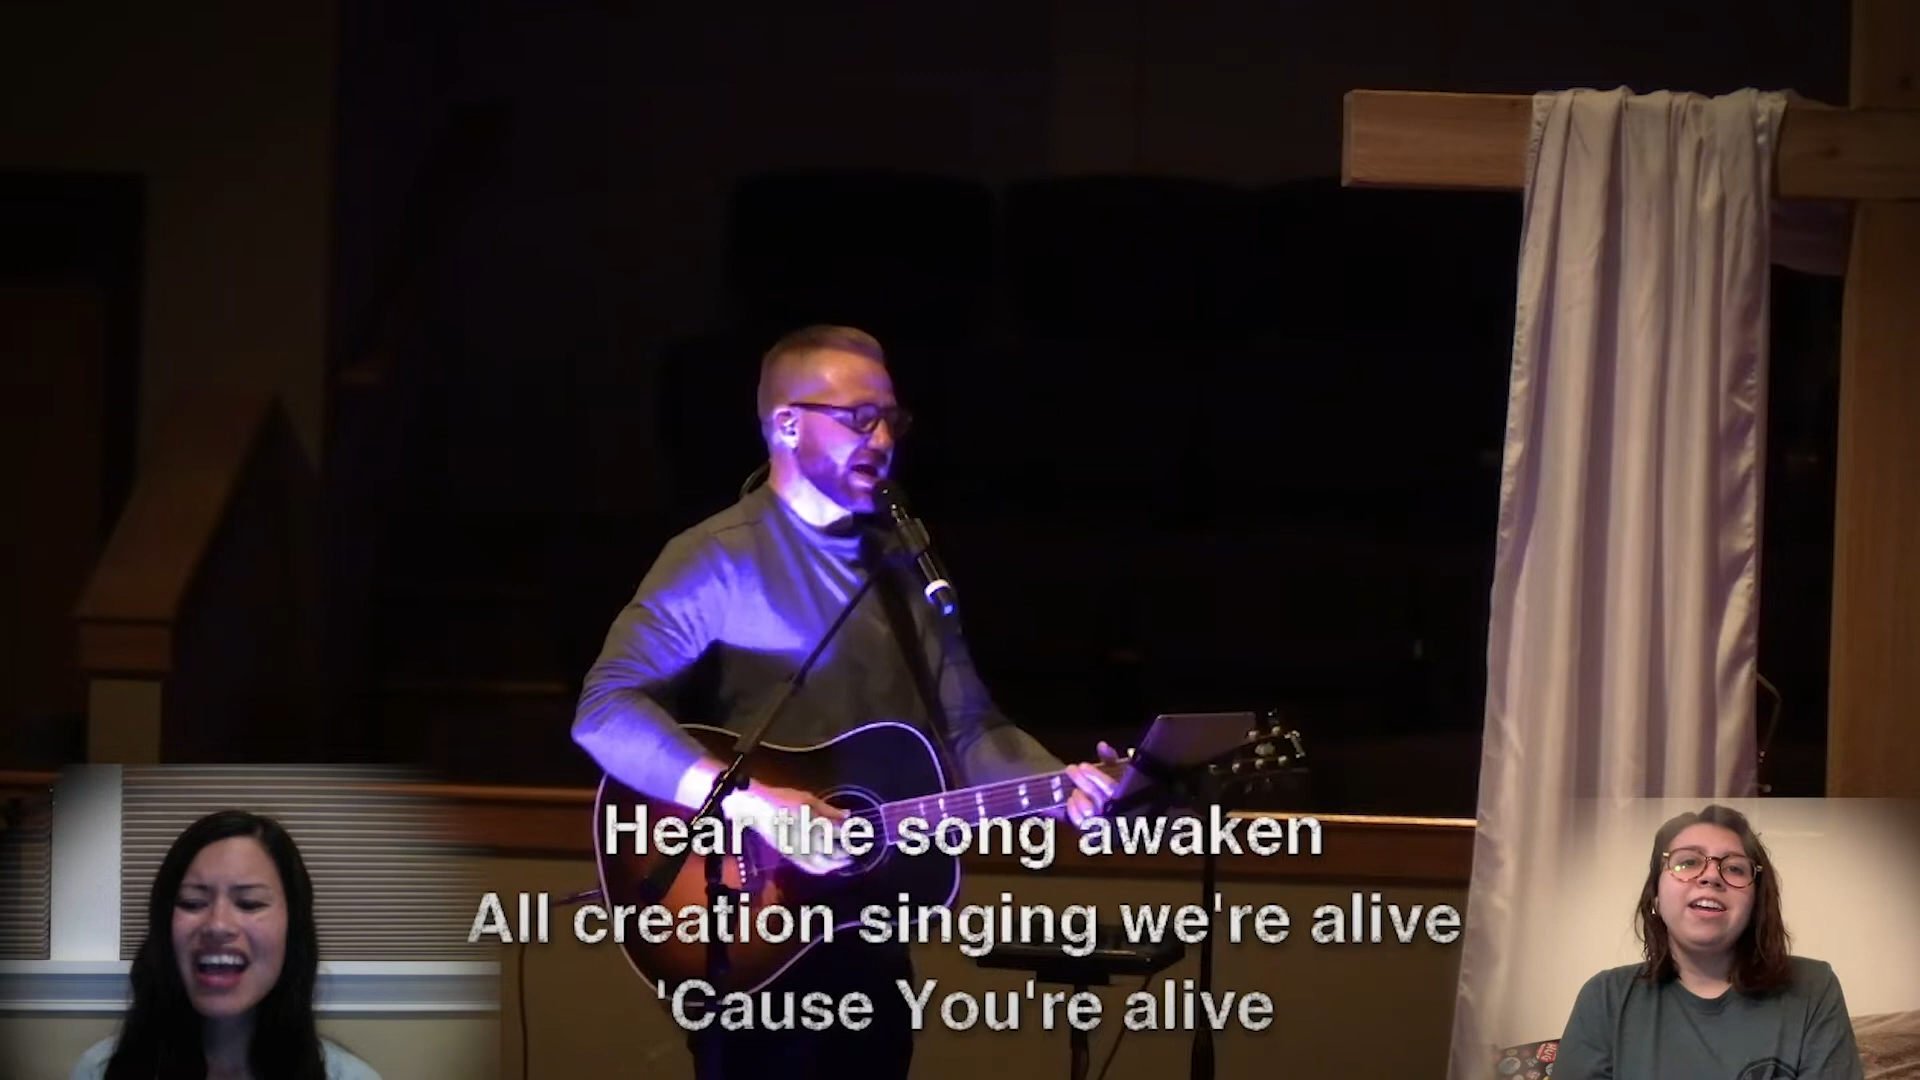 Hear the song awaken
All creation singing we're alive
'Cause You're alive